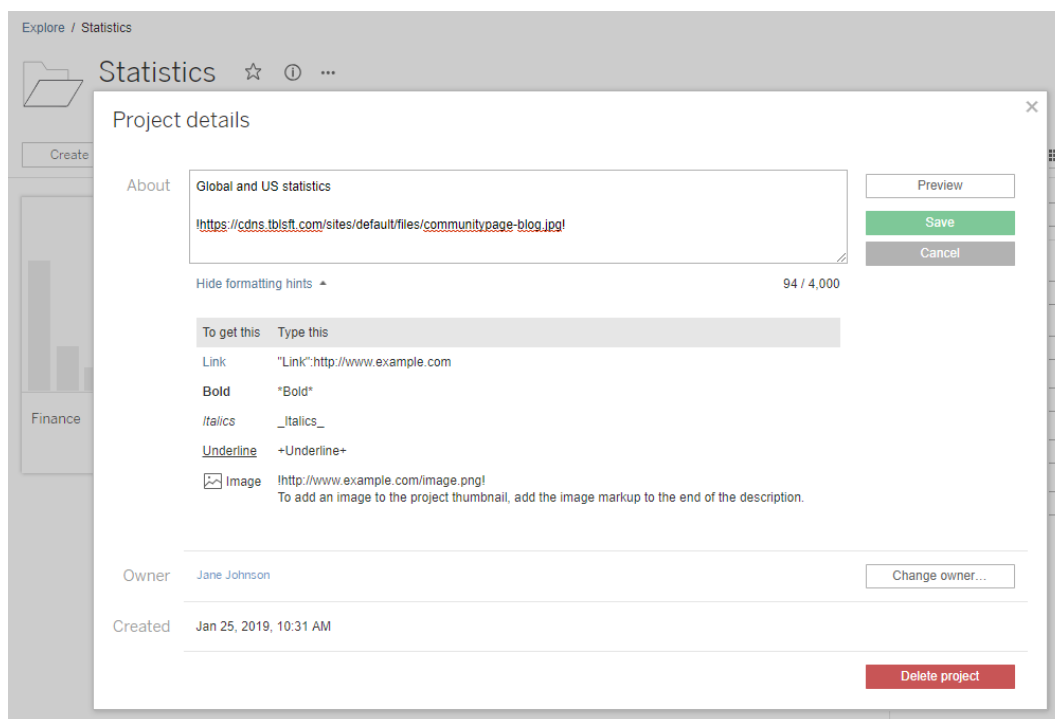 Explore / Statistics
Statistics
Project details
Create
About
Global and US statistics
!https://cdns.tblsft.com/sites/default/files/communitypage-blog.jpg!
Preview
Save
Cancel
Hide formatting hints
94 / 4,000
To get this Type this
Link "Link":http://www.example.com
Bold *Bold*
Italics _Italics_
Underline +Underline+
Image !http://www.example.com/image.png!
To add an image to the project thumbnail, add the image markup to the end of the description.
Finance
Owner Jane Johnson Change owner...
Created Jan 25, 2019, 10:31 AM
Delete project